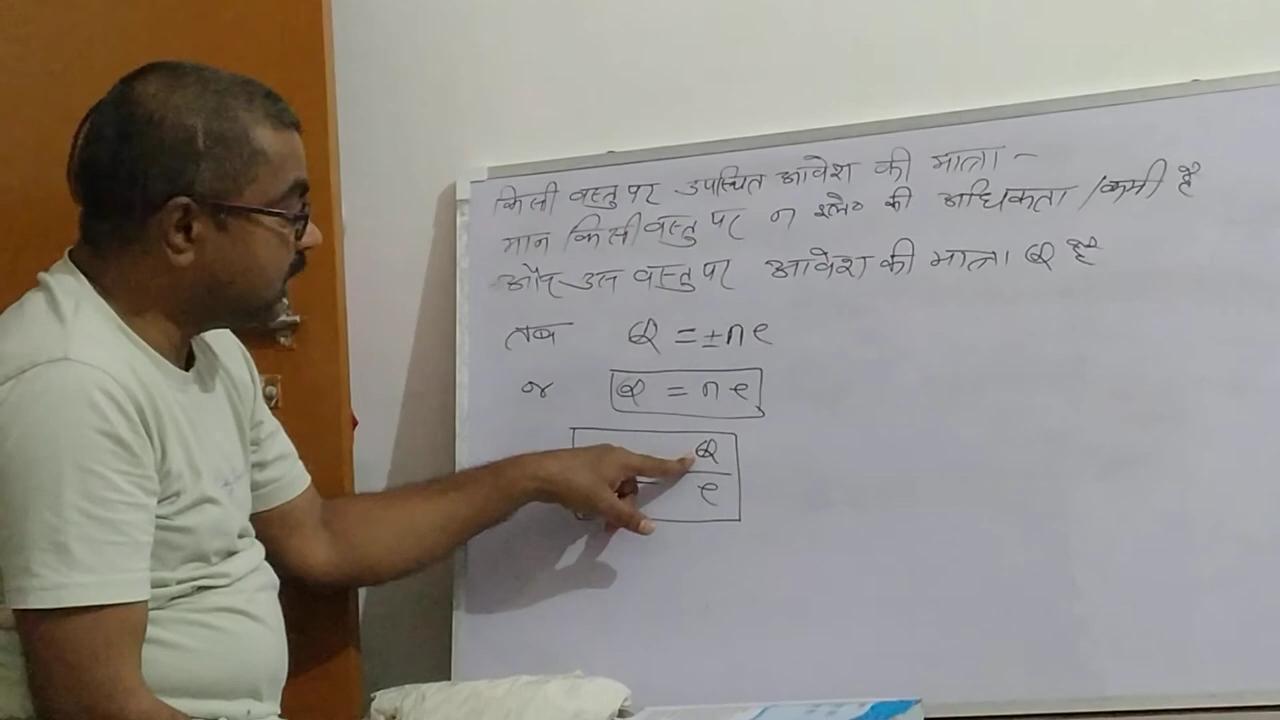 किसी वस्तु पर उपस्थित आवेश की मात्रा -
मान किसी वस्तु पर n इले० की अधिकता / कमी है
और उस वस्तु पर आवेश की मात्रा Q है
तब Q = ±ne
Q = ne
Q
e